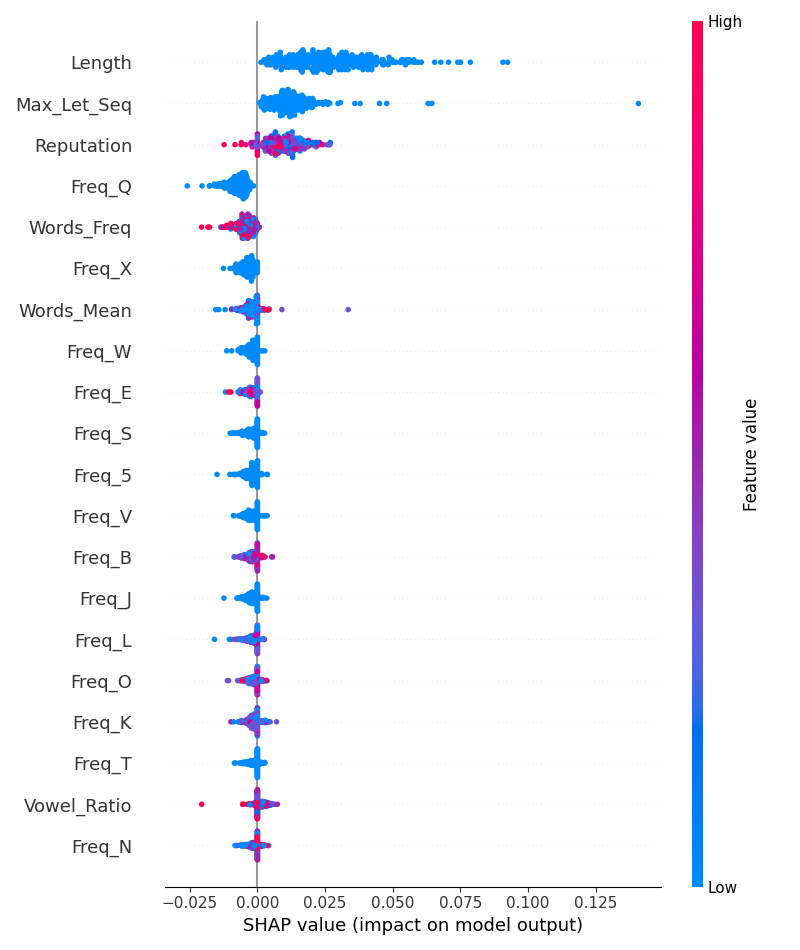 High
Length
Max_Let_Seq
Reputation
Freq_Q
Words_Freq
Freq_X
Words_Mean
Freq_W
Freq_E
Freq_S
Freq_5
Freq_V
Freq_B
Freq_J
Freq_L
Freq_O
Freq_K
Freq_T
Vowel_Ratio
Freq_N
Feature value
Low
−0.025 0.000 0.025 0.050 0.075 0.100 0.125
SHAP value (impact on model output)